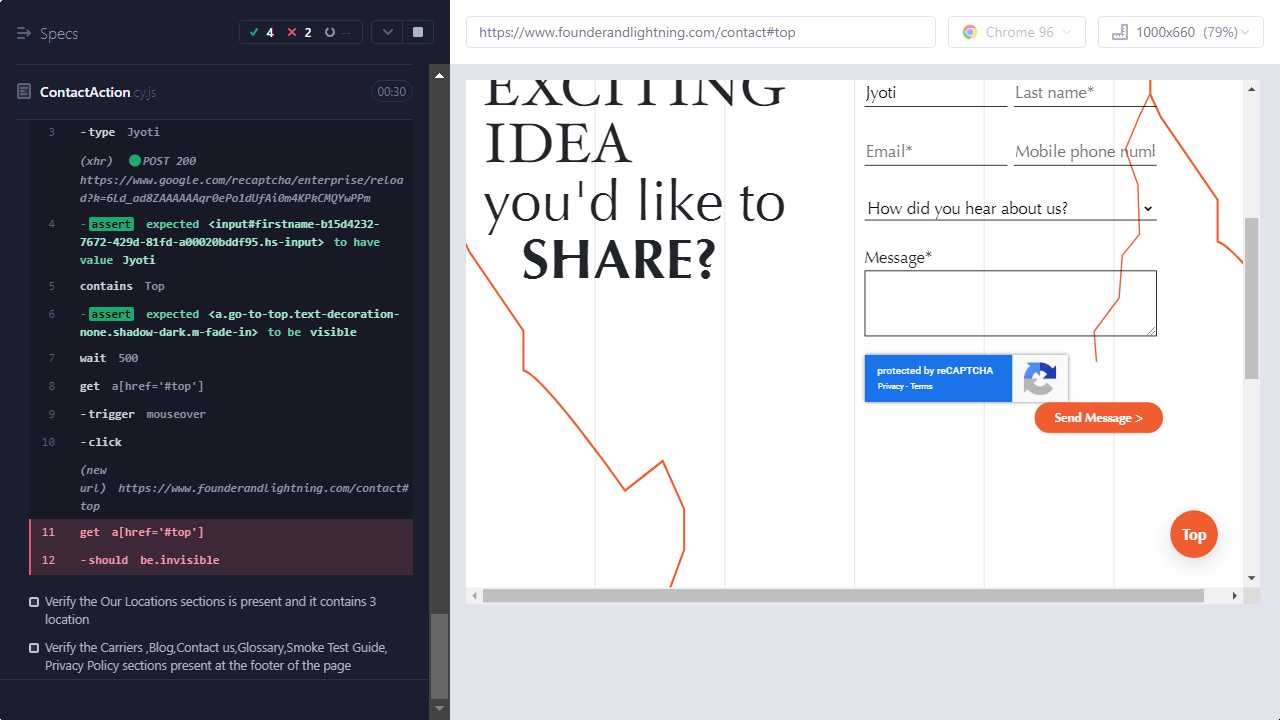 Specs
4
2
--
ContactAction.cy.js
00:30
3 -type Jyoti
(xhr) POST 200
https://www.google.com/recaptcha/enterprise/reloa
d?k=6Ld_ad8ZAAAAAAqr0ePo1dUfAi0m4KPkCMQYwPPm
4 -assert expected <input#firstname-b15d4232-
7672-429d-81fd-a00020bddf95.hs-input> to have
value Jyoti
5 contains Top
6 -assert expected <a.go-to-top.text-decoration-
none.shadow-dark.m-fade-in> to be visible
7 wait 500
8 get a[href='#top']
9 -trigger mouseover
10 -click
(new
url) https://www.founderandlightning.com/contact#
top
11 get a[href='#top']
12 -should be.invisible
Verify the Our Locations sections is present and it contains 3
location
Verify the Carriers ,Blog,Contact us,Glossary,Smoke Test Guide,
Privacy Policy sections present at the footer of the page
https://www.founderandlightning.com/contact#top
Chrome 96
1000x660 (79%)
EXCITING
IDEA
you'd like to
SHARE?
Jyoti
Last name*
Email*
Mobile phone numb
How did you hear about us?
Message*
protected by reCAPTCHA
Privacy - Terms
Send Message >
Top